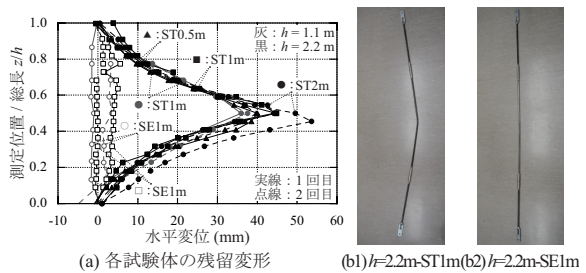 1.0
0.8
0.6
0.4
0.2
0.0
測定位置 / 総長 z/h
-10 0 10 20 30 40 50 60
水平変位 (mm)
:ST0.5m
灰 : h = 1.1 m
黒 : h = 2.2 m
:ST1m
:ST2m
:ST1m
:SE1m
:SE1m
実線 : 1 回目
点線 : 2 回目
(a) 各試験体の残留変形
(b1) h=2.2m-ST1m
(b2) h=2.2m-SE1m